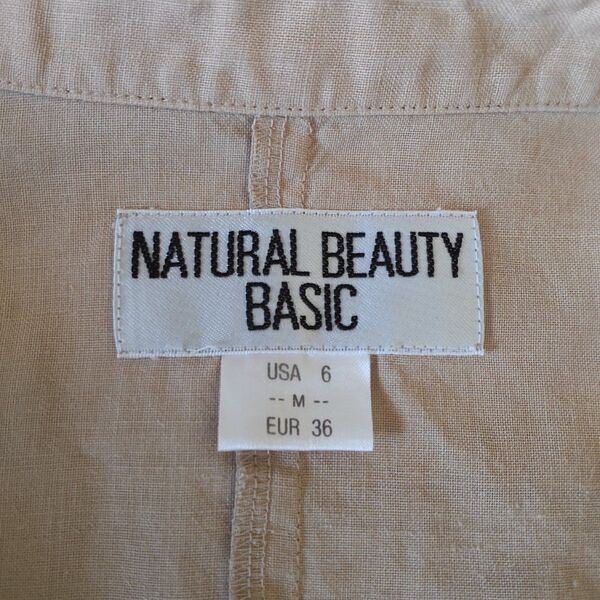 NATURAL BEAUTY
BASIC
USA 6
-- M --
EUR 36